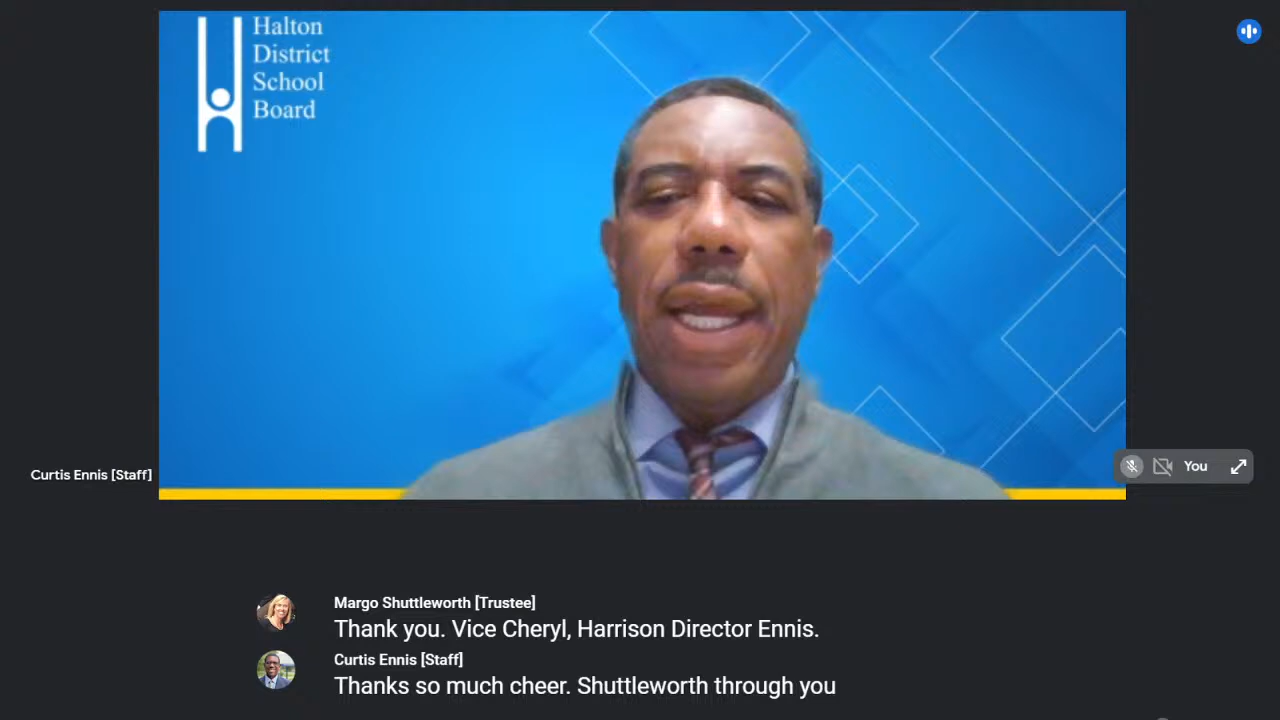 Halton
District
School
Board
Curtis Ennis [Staff]
You
Margo Shuttleworth [Trustee]
Thank you. Vice Cheryl, Harrison Director Ennis.
Curtis Ennis [Staff]
Thanks so much cheer. Shuttleworth through you